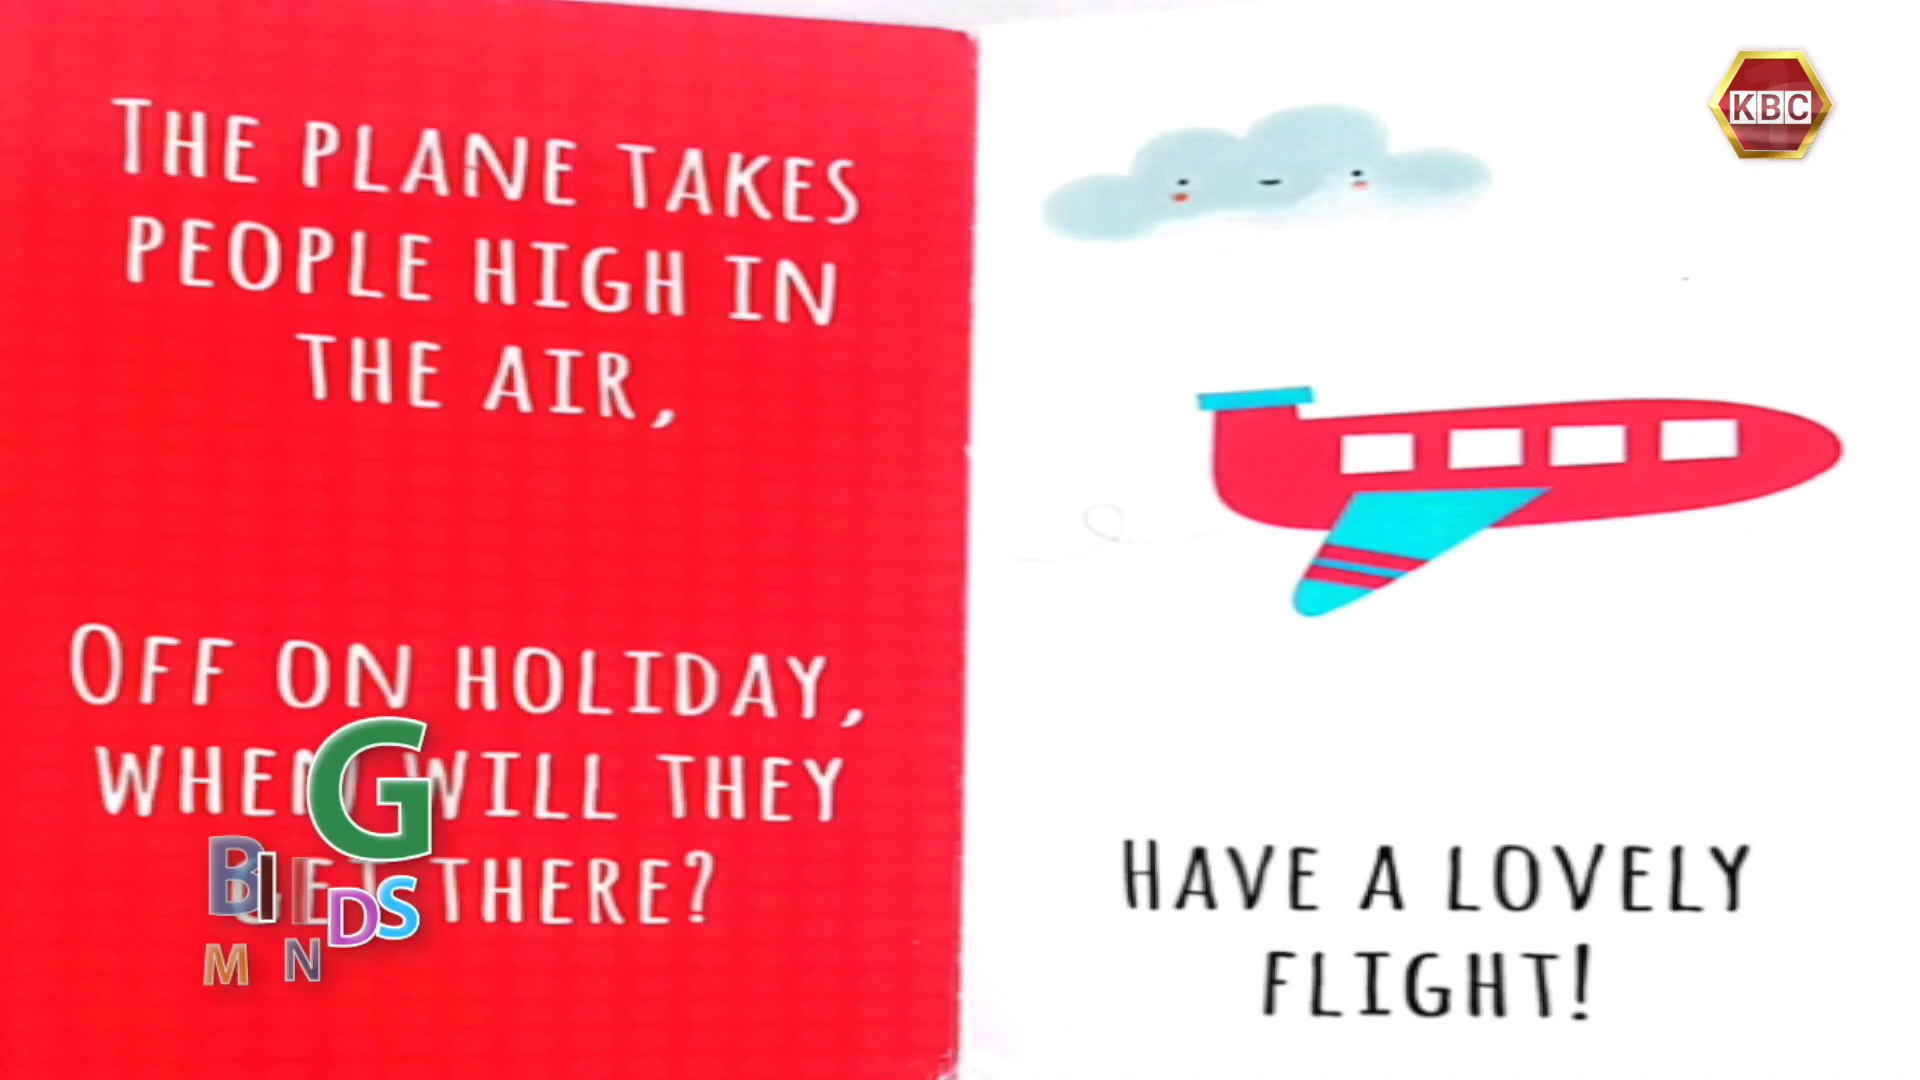 The plane takes
people high in
the air,
Off on holiday,
when will they
get there?
Have a lovely
flight!
KBC
G
B I
D S
M N